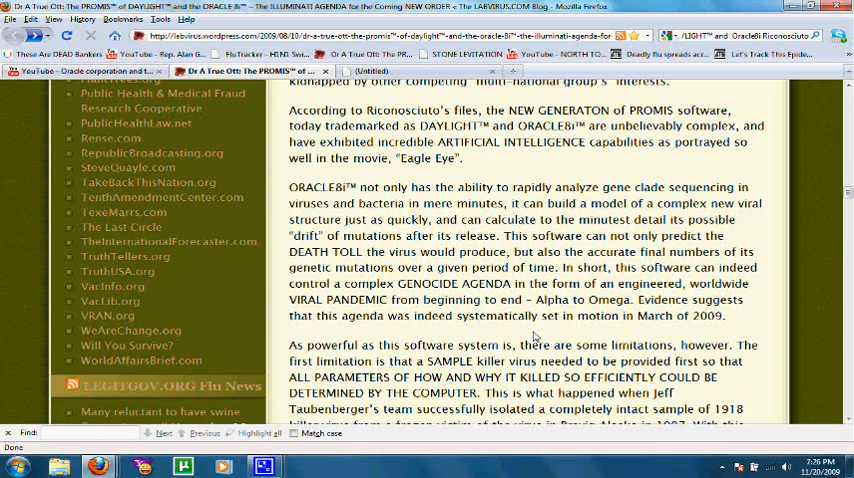 Dr A True Ott: The PROMIS™ of DAYLIGHT™ and the ORACLE 8i™ – The ILLUMINATI AGENDA for the Coming NEW ORDER < The LABVIRUS.COM Blog - Mozilla Firefox
File Edit View History Bookmarks Tools Help
http://labvirus.wordpress.com/2009/08/10/dr-a-true-ott-the-promis™-of-daylight™-and-the-oracle-8i™-the-illuminati-agenda-for-
/LIGHT™ and Oracle8i Riconosciuto
These Are DEAD Bankers
YouTube - Rep. Alan G...
FluTracker - H1N1 Swi...
Dr A True Ott: The PR...
STONE LEVITATION
YouTube - NORTH TO...
Deadly flu spreads acr...
Let's Track This Epide...
YouTube - Oracle corporation and t...
Dr A True Ott: The PROMIS™ of ...
(Untitled)
Public Health & Medical Fraud
Research Cooperative
PublicHealthLaw.net
Rense.com
RepublicBroadcasting.org
SteveQuayle.com
TakeBackThisNation.org
TenthAmendmentCenter.com
TexeMarrs.com
The Last Circle
TheInternationalForecaster.com
TruthTellers.org
TruthUSA.org
VacInfo.org
VacLib.org
VRAN.org
WeAreChange.org
Will You Survive?
WorldAffairsBrief.com
LEGITGOV.ORG Flu News
Many reluctant to have swine
kidnapped by other competing "multi-national group's" interests.
According to Riconosciuto's files, the NEW GENERATON of PROMIS software,
today trademarked as DAYLIGHT™ and ORACLE8i™ are unbelievably complex, and
have exhibited incredible ARTIFICIAL INTELLIGENCE capabilities as portrayed so
well in the movie, "Eagle Eye".
ORACLE8i™ not only has the ability to rapidly analyze gene clade sequencing in
viruses and bacteria in mere minutes, it can build a model of a complex new viral
structure just as quickly, and can calculate to the minutest detail its possible
"drift" of mutations after its release. This software can not only predict the
DEATH TOLL the virus would produce, but also the accurate final numbers of its
genetic mutations over a given period of time. In short, this software can indeed
control a complex GENOCIDE AGENDA in the form of an engineered, worldwide
VIRAL PANDEMIC from beginning to end – Alpha to Omega. Evidence suggests
that this agenda was indeed systematically set in motion in March of 2009.
As powerful as this software system is, there are some limitations, however. The
first limitation is that a SAMPLE killer virus needed to be provided first so that
ALL PARAMETERS OF HOW AND WHY IT KILLED SO EFFICIENTLY COULD BE
DETERMINED BY THE COMPUTER. This is what happened when Jeff
Taubenberger's team successfully isolated a completely intact sample of 1918
killer virus from a frozen victim of the virus in Brevig Alaska in 1997. With this
Find:
Next Previous Highlight all Match case
Done
7:26 PM
11/20/2009